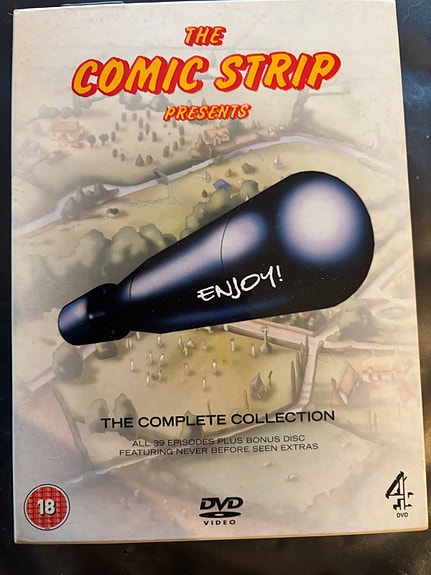 THE
COMIC STRIP
PRESENTS
ENJOY!
THE COMPLETE COLLECTION
ALL 39 EPISODES PLUS BONUS DISC
FEATURING NEVER BEFORE SEEN EXTRAS
18
DVD
VIDEO
4
DVD